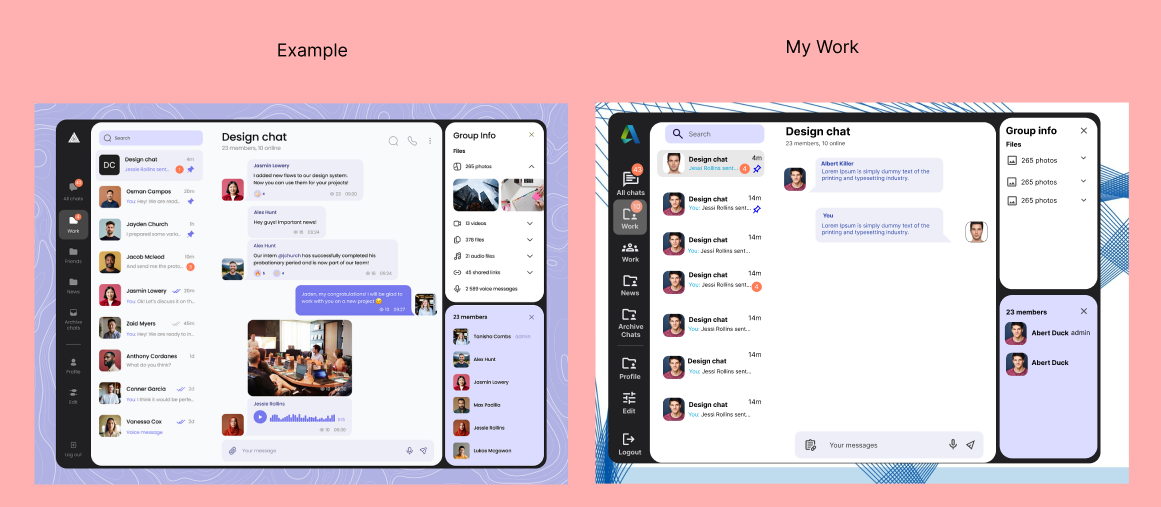 Example
My Work
Search
Design chat
23 members, 10 online
Group Info
Files
265 photos
13 videos
378 files
21 audio files
45 shared links
2 589 voice messages
23 members
Tanisha Combs admin
Alex Hunt
Jasmin Lowery
Max Padilla
Jessie Rollins
Lukas Mcgowan
All chats
Work
Friends
News
Archive
chats
Profile
Edit
Log out
DC
Design chat 4m
Jessie Rollins sent... 1
Osman Campos 20m
You: Hey! We are read...
Jayden Church 1h
I prepared some varia...
Jacob Mcleod 10m
And send me the proto...
Jasmin Lowery 20m
You: Ok! Let's discuss it on th...
Zaid Myers 45m
You: Hey! We are ready to in...
Anthony Cordanes 1d
What do you think?
Conner Garcia 2d
You: I think it would be perfe...
Vanessa Cox 2d
Voice message
Jasmin Lowery
I added new flows to our design system.
Now you can use them for your projects!
Alex Hunt
Hey guys! Important news!
Alex Hunt
Our intern @jchurch has successfully completed his
probationary period and is now part of our team!
Jaden, my congratulations! I will be glad to
work with you on a new project
Jessie Rollins
Your message
Search
Design chat
23 members, 10 online
Group info
Files
265 photos
265 photos
265 photos
23 members
Abert Duck admin
Abert Duck
43
All chats
10
Work
Work
News
Archive
Chats
Profile
Edit
Logout
Design chat 4m
Jessi Rollins sent... 4
Design chat 14m
You: Jessi Rollins sent...
Design chat 14m
You: Jessi Rollins sent...
Design chat 14m
You: Jessi Rollins sent... 4
Design chat 14m
You: Jessi Rollins sent...
Design chat 14m
You: Jessi Rollins sent...
Design chat 14m
You: Jessi Rollins sent...
Albert Killer
Lorem Ipsum is simply dumny text of the
printing and typesetting industry.
You
Lorem Ipsum is simply dumny text of the
printing and typesetting industry.
Your messages